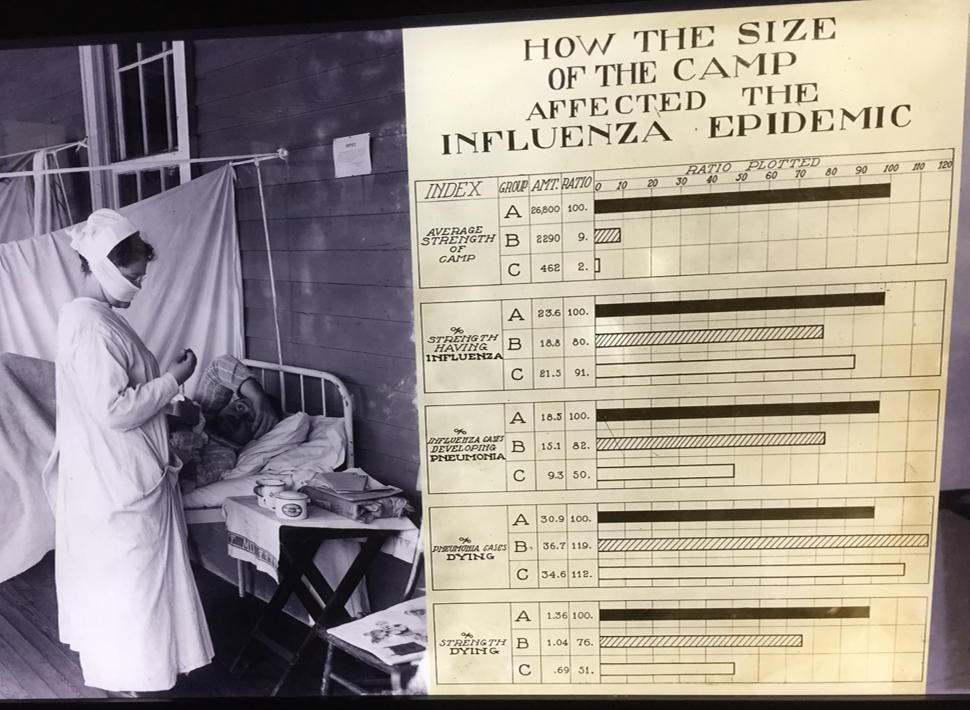 HOW THE SIZE
OF THE CAMP
AFFECTED THE
INFLUENZA EPIDEMIC
RATIO PLOTTED
INDEX GROUP AMT. RATIO 0 10 20 30 40 50 60 70 80 90 100 110 120
AVERAGE
STRENGTH
OF
CAMP
A 26,800 100.
B 2290 9.
C 462 2.
%
STRENGTH
HAVING
INFLUENZA
A 23.6 100.
B 18.8 80.
C 21.5 91.
%
INFLUENZA CASES
DEVELOPING
PNEUMONIA
A 18.5 100.
B 15.1 82.
C 9.3 50.
%
PNEUMONIA CASES
DYING
A 30.9 100.
B 36.7 119.
C 34.6 112.
%
STRENGTH
DYING
A 1.36 100.
B 1.04 76.
C .69 51.